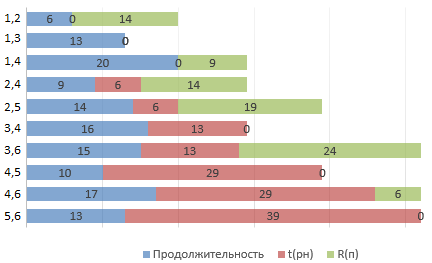 1,2 6 0 14
1,3 13 0
1,4 20 0 9
2,4 9 6 14
2,5 14 6 19
3,4 16 13 0
3,6 15 13 24
4,5 10 29 0
4,6 17 29 6
5,6 13 39 0
Продолжительность t(рн) R(п)